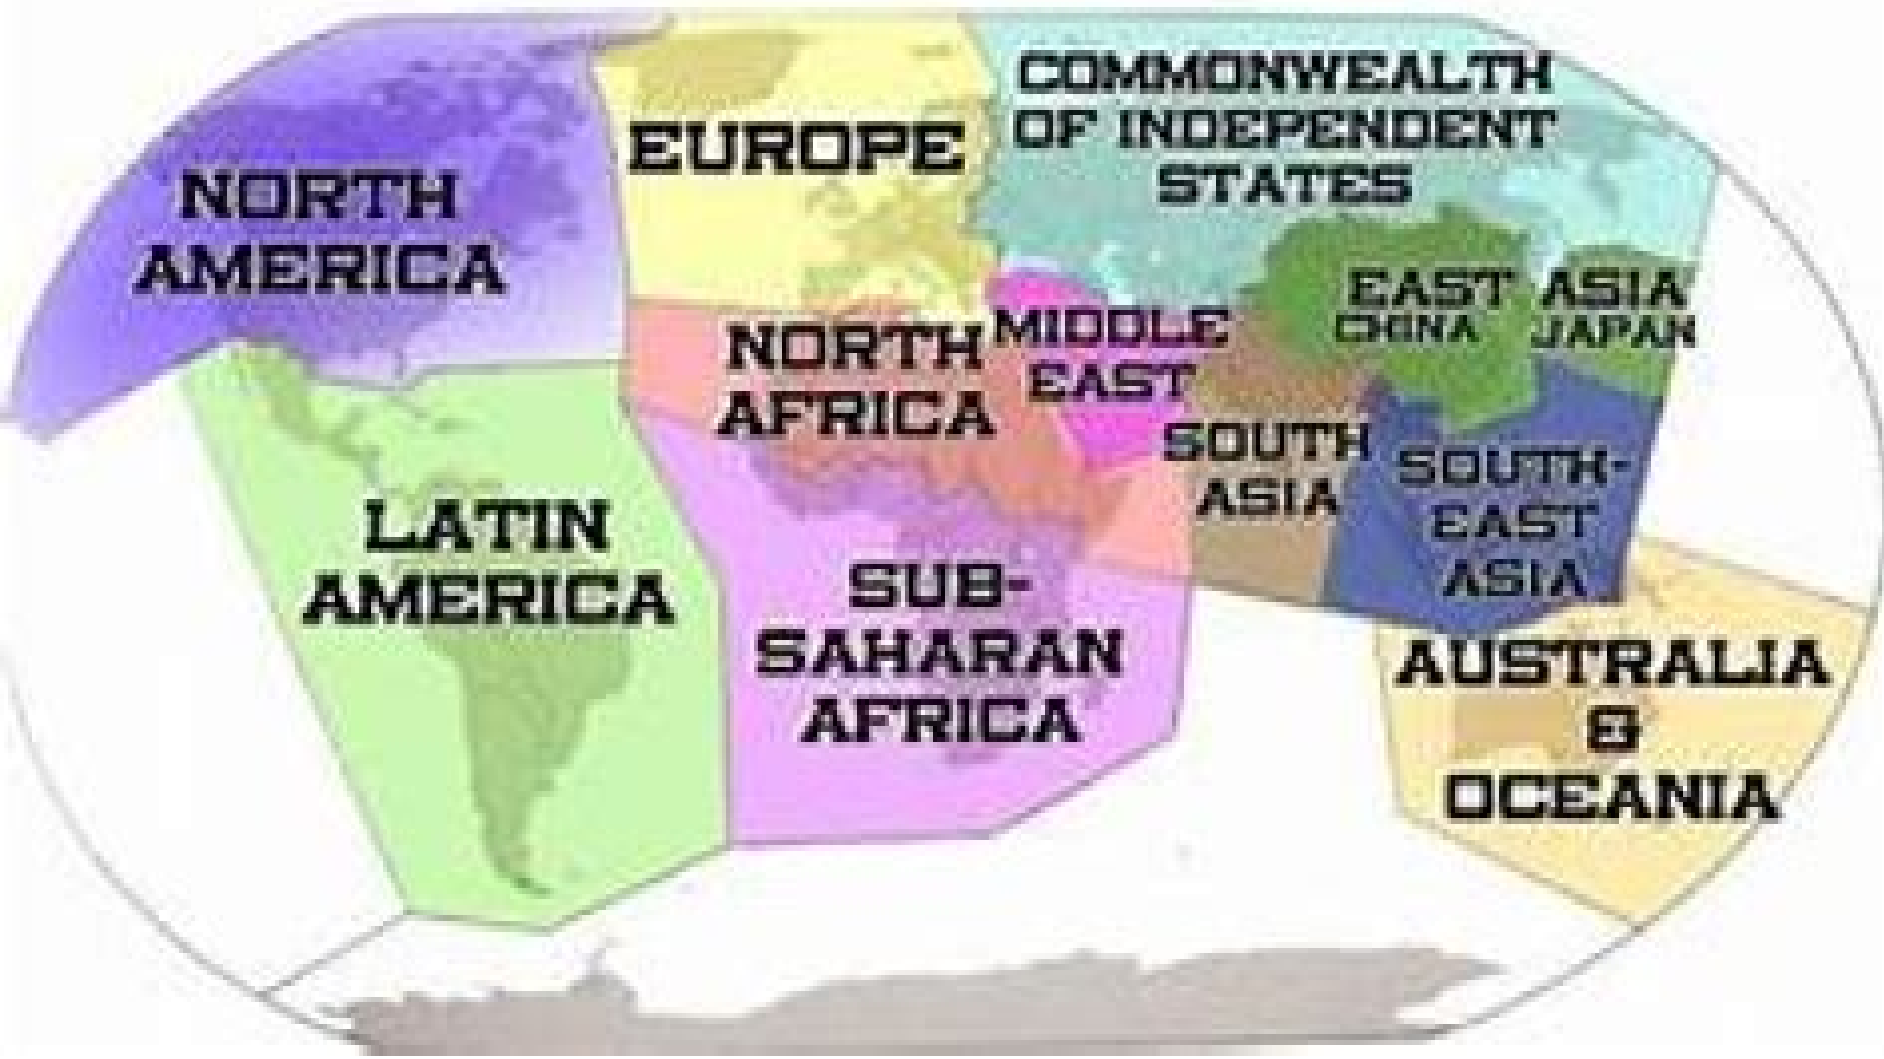 COMMONWEALTH
OF INDEPENDENT
STATES
EUROPE
NORTH
AMERICA
EAST ASIA
CHINA JAPAN
NORTH
AFRICA
MIDDLE
EAST
SOUTH
ASIA
SOUTH-
EAST
ASIA
LATIN
AMERICA
SUB-
SAHARAN
AFRICA
AUSTRALIA
&
OCEANIA